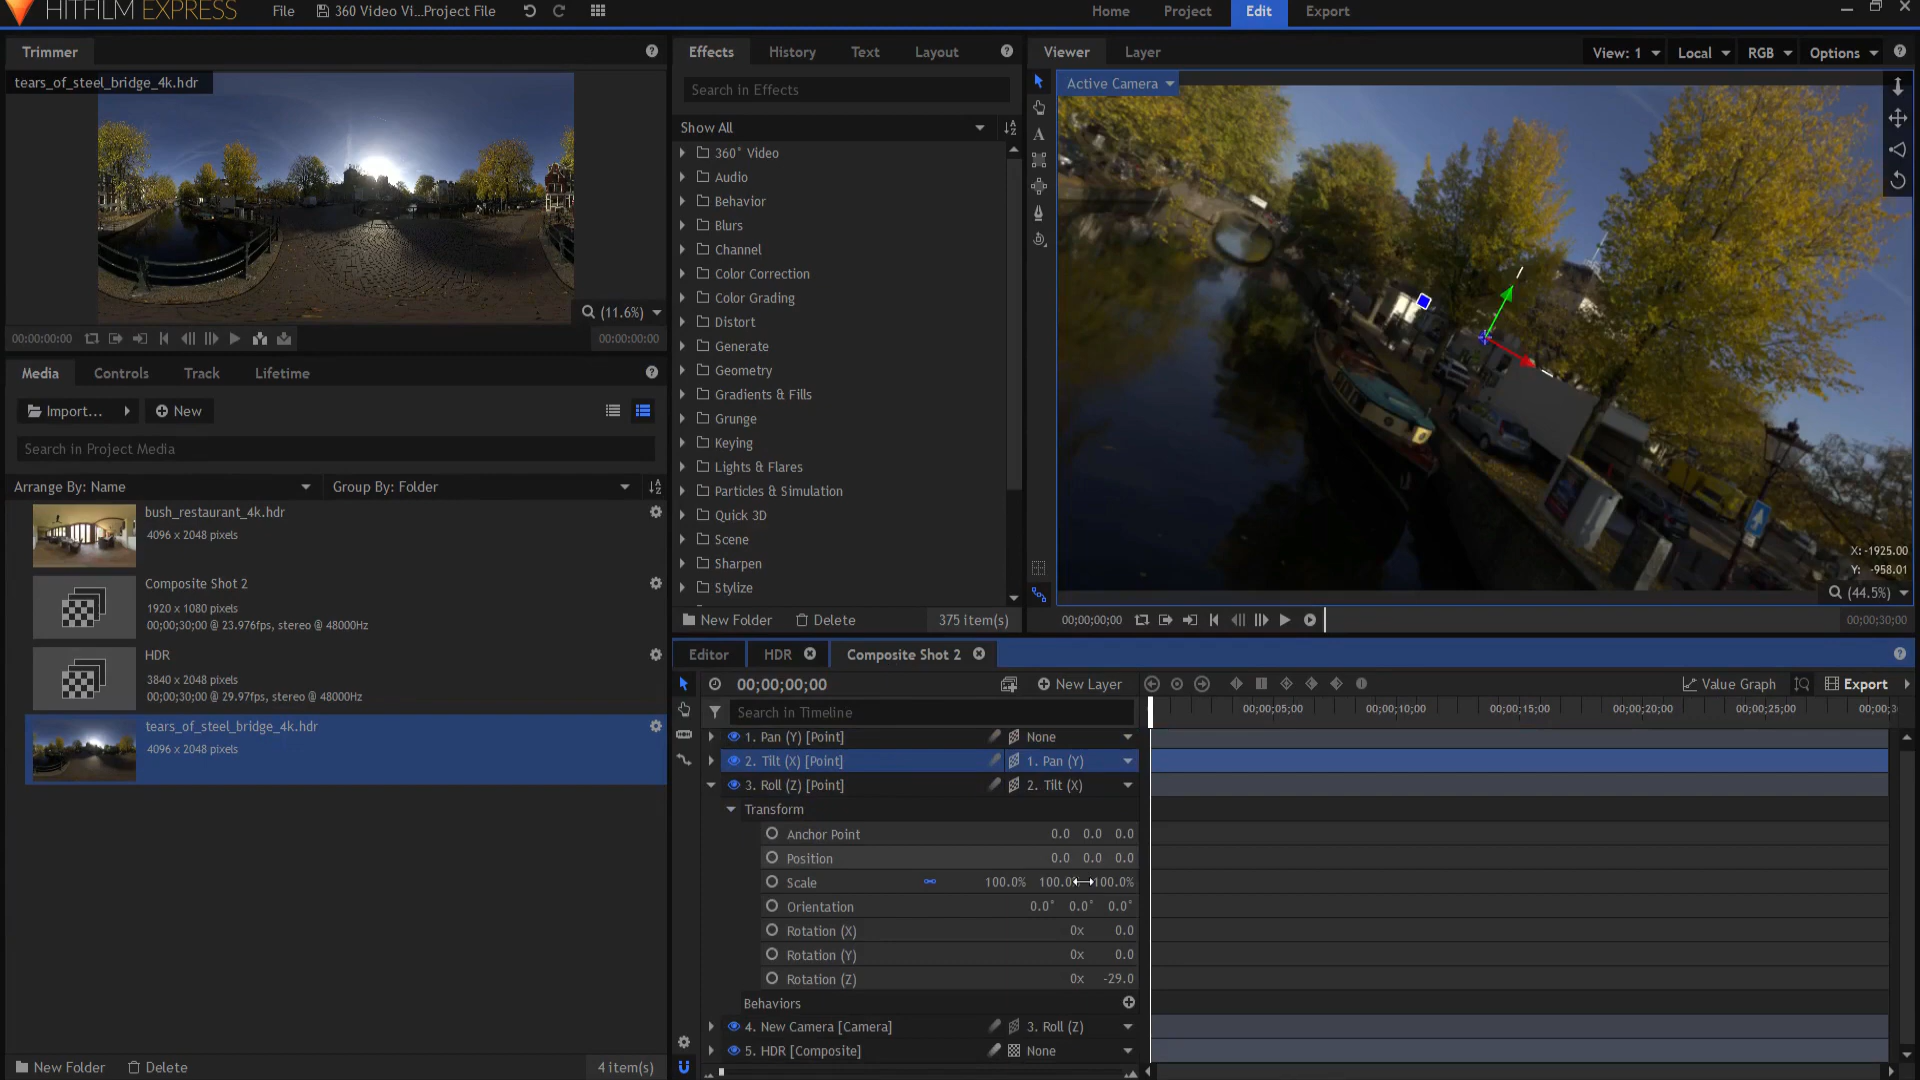 HITFILM EXPRESS
File
360 Video Vi...Project File
Home
Project
Edit
Export
Trimmer
tears_of_steel_bridge_4k.hdr
(11.6%)
00:00:00:00
00:00:00:00
Media
Controls
Track
Lifetime
Import...
New
Search in Project Media
Arrange By: Name
Group By: Folder
bush_restaurant_4k.hdr
4096 x 2048 pixels
Composite Shot 2
1920 x 1080 pixels
00;00;30;00 @ 23.976fps, stereo @ 48000Hz
HDR
3840 x 2048 pixels
00;00;30;00 @ 29.97fps, stereo @ 48000Hz
tears_of_steel_bridge_4k.hdr
4096 x 2048 pixels
New Folder
Delete
4 item(s)
Effects
History
Text
Layout
Search in Effects
Show All
360° Video
Audio
Behavior
Blurs
Channel
Color Correction
Color Grading
Distort
Generate
Geometry
Gradients & Fills
Grunge
Keying
Lights & Flares
Particles & Simulation
Quick 3D
Scene
Sharpen
Stylize
New Folder
Delete
375 item(s)
Viewer
Layer
View: 1
Local
RGB
Options
Active Camera
X: -1925.00
Y: -958.01
(44.5%)
00;00;00;00
00;00;30;00
Editor
HDR
Composite Shot 2
00;00;00;00
New Layer
Value Graph
Export
Search in Timeline
00;00;05;00
00;00;10;00
00;00;15;00
00;00;20;00
00;00;25;00
00;00;3
1. Pan (Y) [Point]
None
2. Tilt (X) [Point]
1. Pan (Y)
3. Roll (Z) [Point]
2. Tilt (X)
Transform
Anchor Point 0.0 0.0 0.0
Position 0.0 0.0 0.0
Scale 100.0% 100.0 100.0%
Orientation 0.0° 0.0° 0.0°
Rotation (X) 0x 0.0
Rotation (Y) 0x 0.0
Rotation (Z) 0x -29.0
Behaviors
4. New Camera [Camera]
3. Roll (Z)
5. HDR [Composite]
None